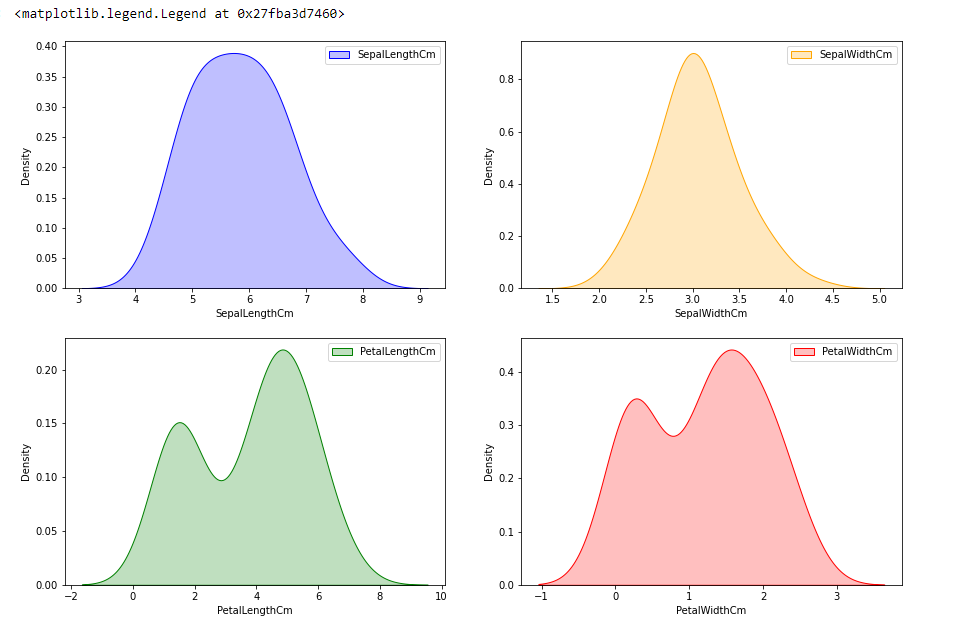 <matplotlib.legend.Legend at 0x27fba3d7460>
SepalLengthCm
0.40
0.35
0.30
0.25
0.20
0.15
0.10
0.05
0.00
Density
3 4 5 6 7 8 9
SepalLengthCm
SepalWidthCm
0.8
0.6
0.4
0.2
0.0
Density
1.5 2.0 2.5 3.0 3.5 4.0 4.5 5.0
SepalWidthCm
PetalLengthCm
0.20
0.15
0.10
0.05
0.00
Density
−2 0 2 4 6 8 10
PetalLengthCm
PetalWidthCm
0.4
0.3
0.2
0.1
0.0
Density
−1 0 1 2 3
PetalWidthCm